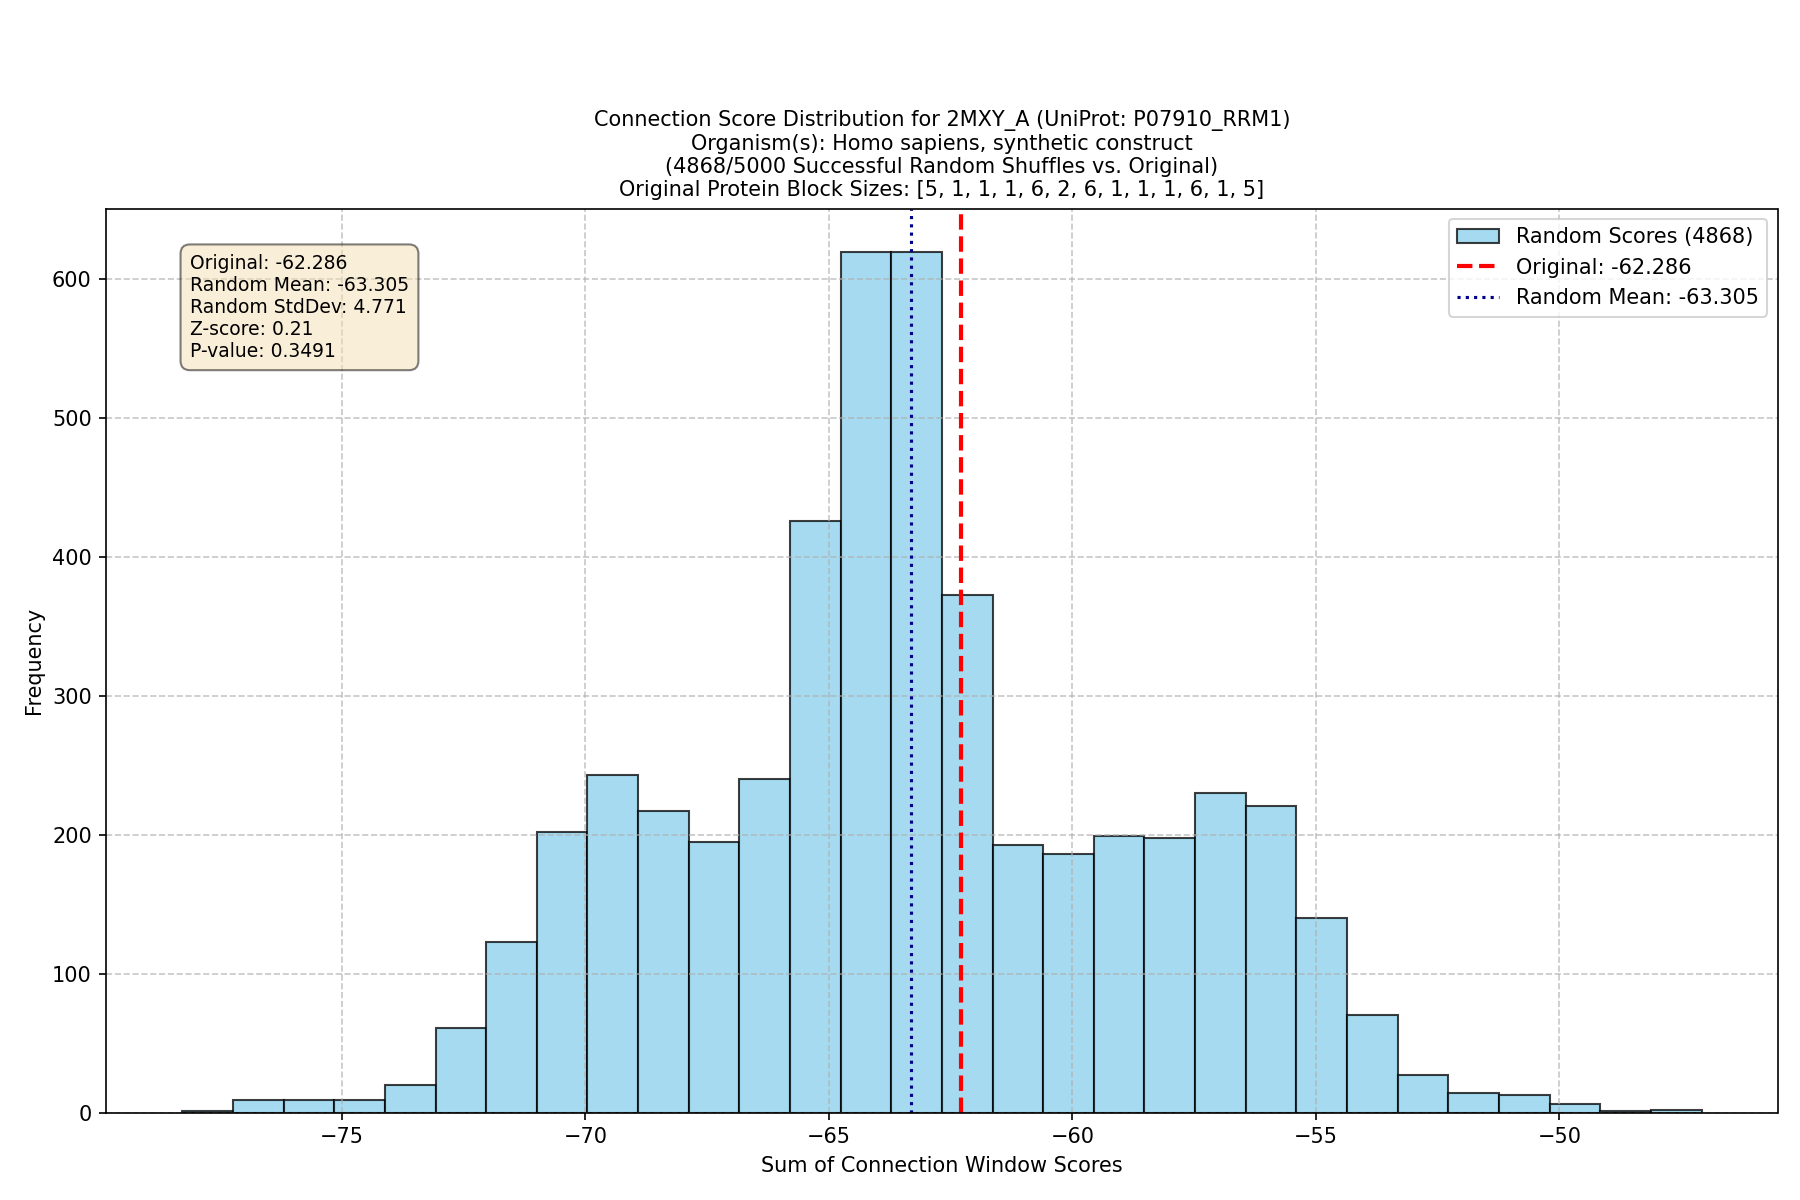 Connection Score Distribution for 2MXY_A (UniProt: P07910_RRM1)
Organism(s): Homo sapiens, synthetic construct
(4868/5000 Successful Random Shuffles vs. Original)
Original Protein Block Sizes: [5, 1, 1, 1, 6, 2, 6, 1, 1, 1, 6, 1, 5]
Original: -62.286
Random Mean: -63.305
Random StdDev: 4.771
Z-score: 0.21
P-value: 0.3491
Random Scores (4868)
Original: -62.286
Random Mean: -63.305
Frequency
600
500
400
300
200
100
0
−75
−70
−65
−60
−55
−50
Sum of Connection Window Scores